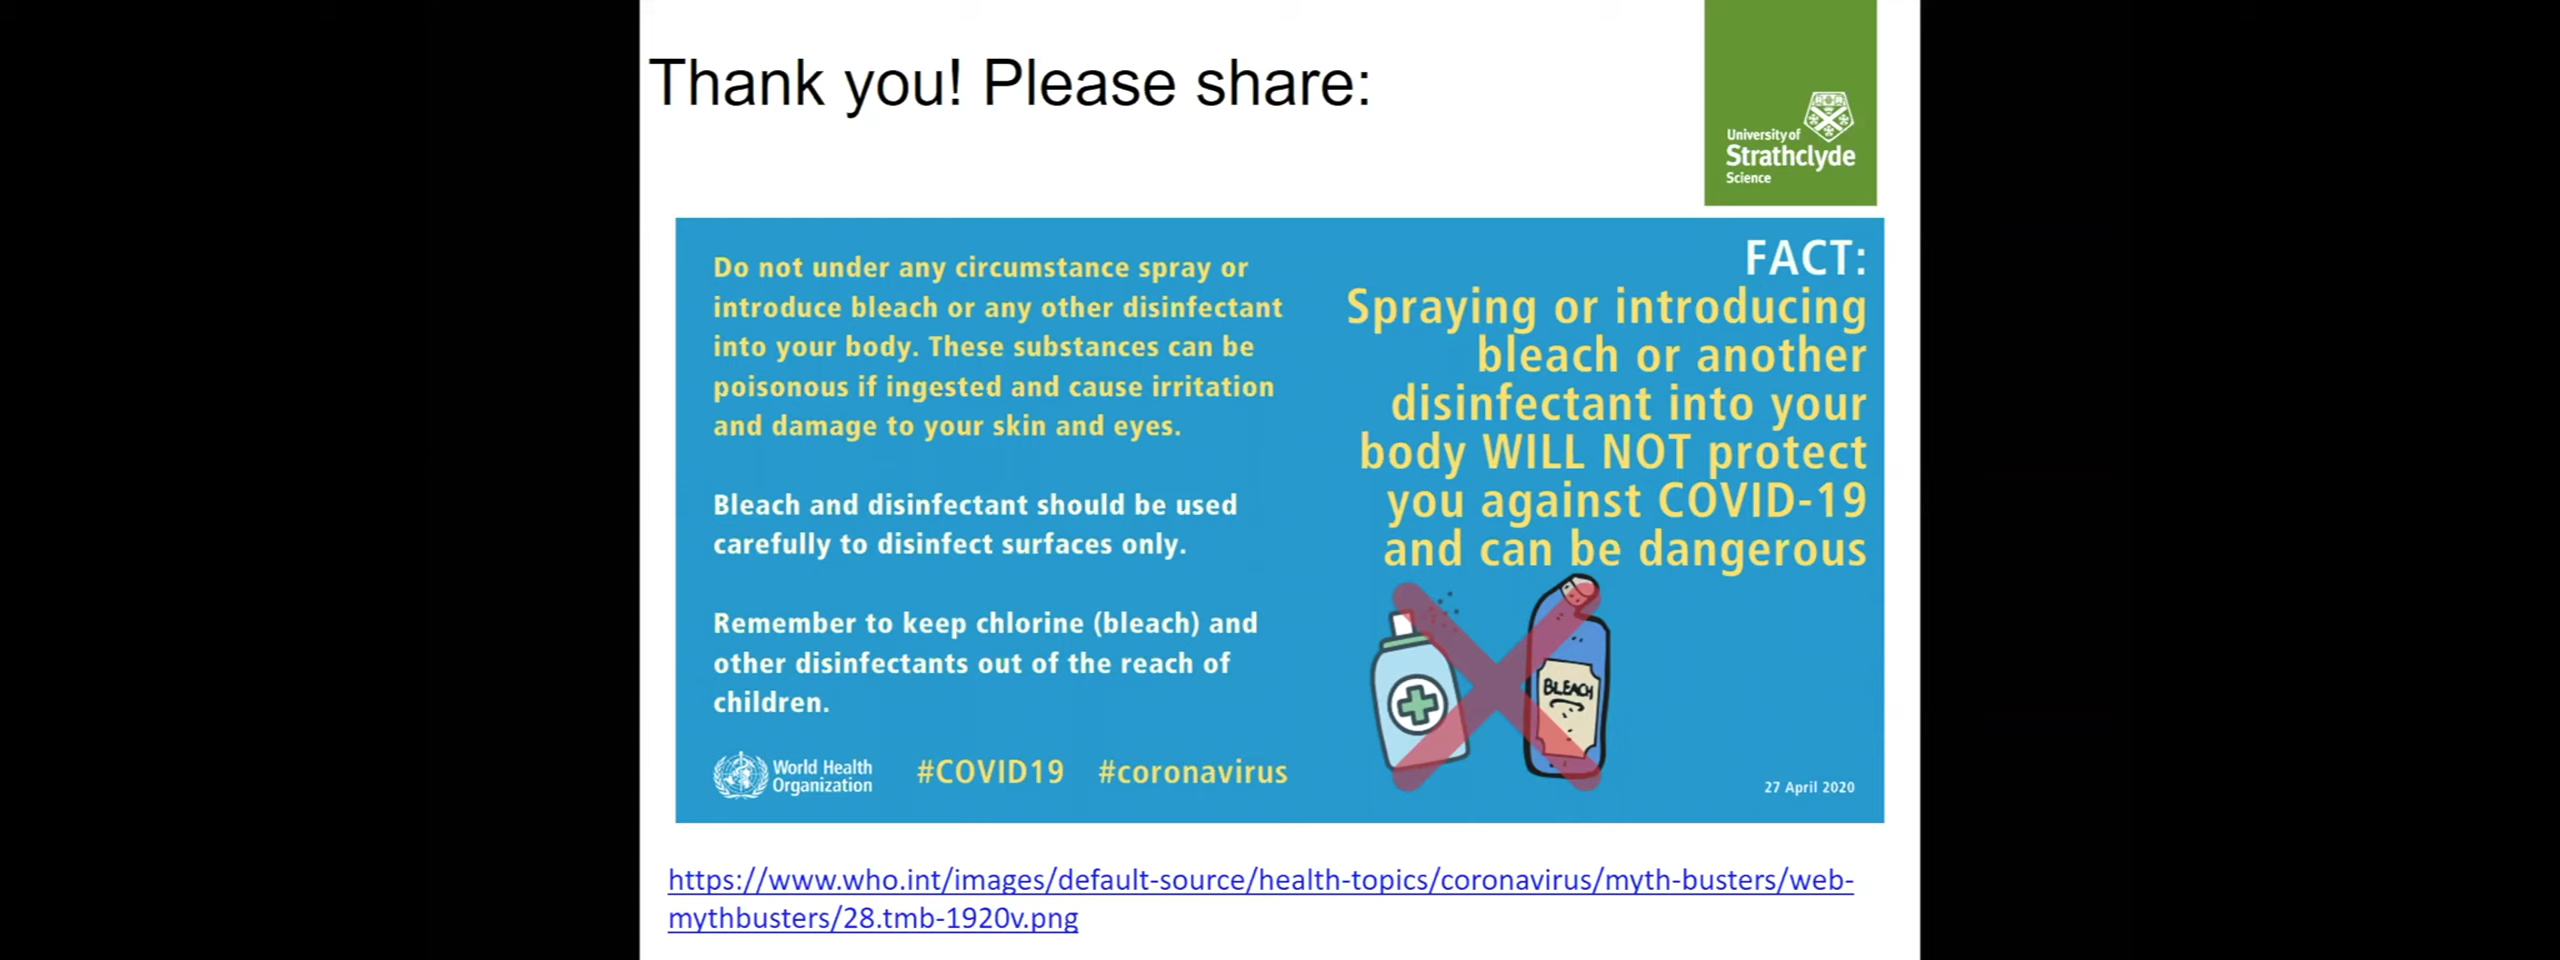 Thank you! Please share:
University of
Strathclyde
Science
Do not under any circumstance spray or
introduce bleach or any other disinfectant
into your body. These substances can be
poisonous if ingested and cause irritation
and damage to your skin and eyes.
Bleach and disinfectant should be used
carefully to disinfect surfaces only.
Remember to keep chlorine (bleach) and
other disinfectants out of the reach of
children.
World Health
Organization
#COVID19 #coronavirus
FACT:
Spraying or introducing
bleach or another
disinfectant into your
body WILL NOT protect
you against COVID-19
and can be dangerous
BLEACH
27 April 2020
https://www.who.int/images/default-source/health-topics/coronavirus/myth-busters/web-
mythbusters/28.tmb-1920v.png